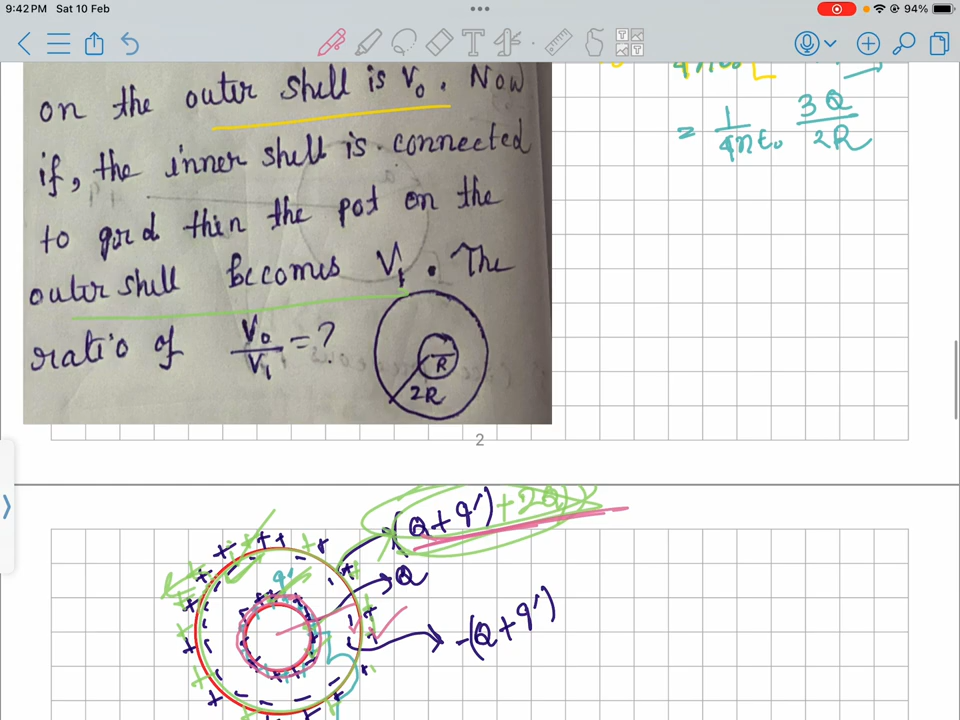 9:42 PM Sat 10 Feb
94%
on the outer shell is V₀. Now
if, the inner shell is connected
to grd then the pot on the
outer shell becomes V₁. The
ratio of V₀/V₁ = ?
R
2R
= 1/4πε₀ 3Q/2R
2
(Q+q')+2Q
q'
Q
-(Q+q')